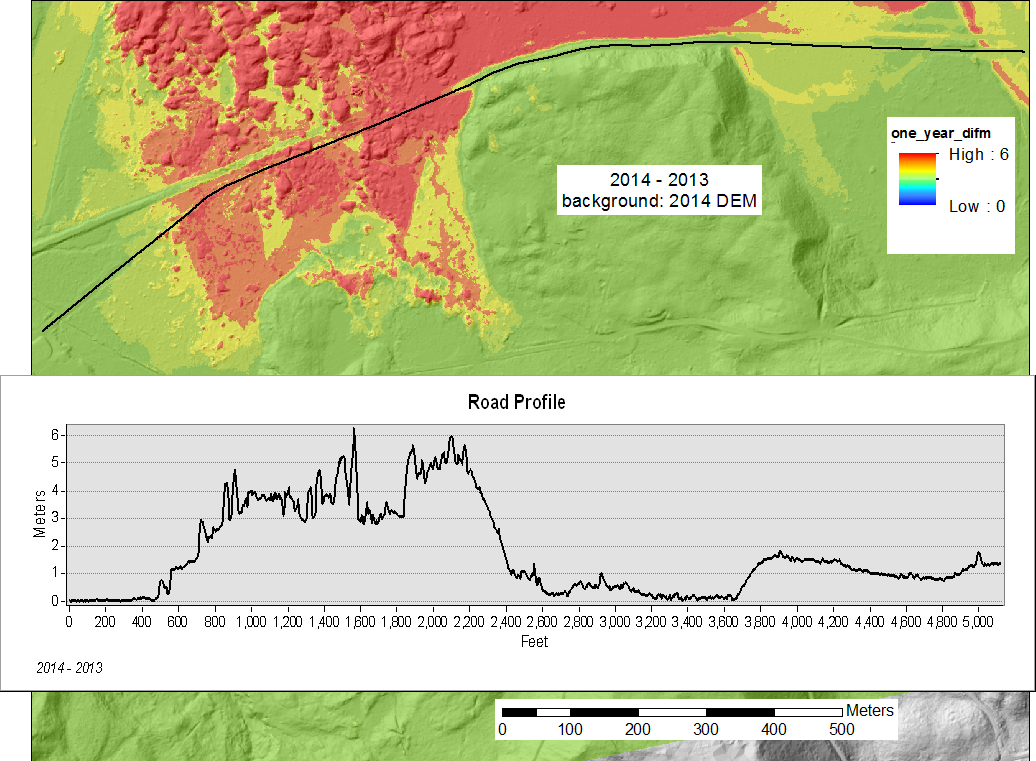 one_year_difm
High : 6
Low : 0
2014 - 2013
background: 2014 DEM
Road Profile
6
5
4
3
2
1
0
Meters
0 200 400 600 800 1,000 1,200 1,400 1,600 1,800 2,000 2,200 2,400 2,600 2,800 3,000 3,200 3,400 3,600 3,800 4,000 4,200 4,400 4,600 4,800 5,000
Feet
2014 - 2013
Meters
0 100 200 300 400 500